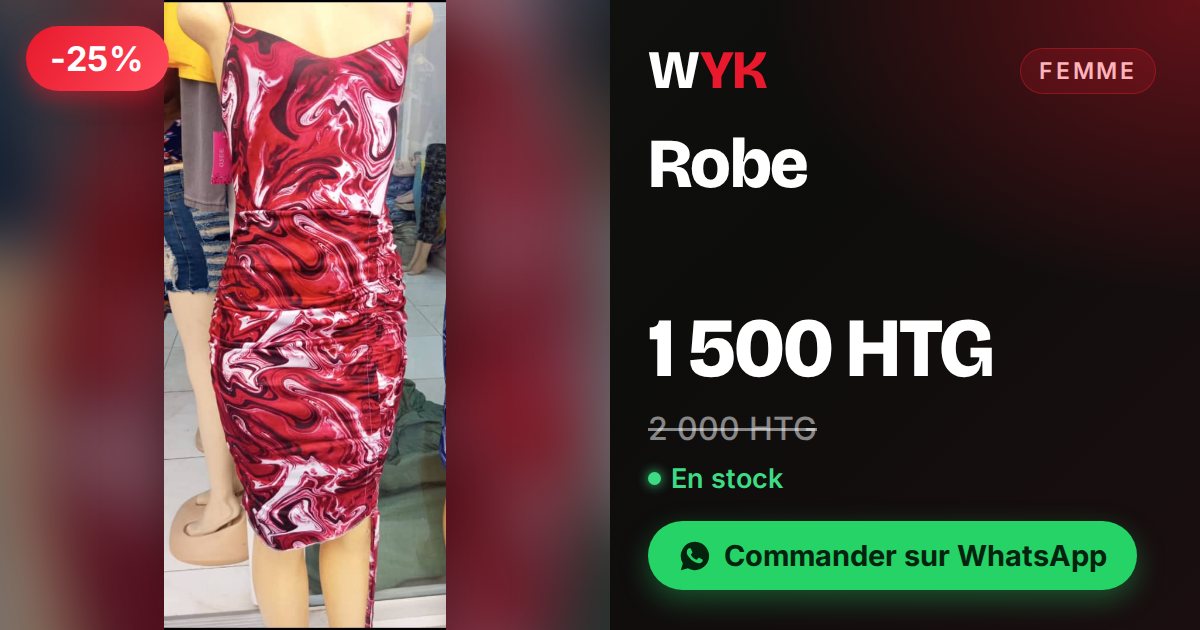 -25%
WYK
FEMME
Robe
1 500 HTG
2 000 HTG
En stock
Commander sur WhatsApp